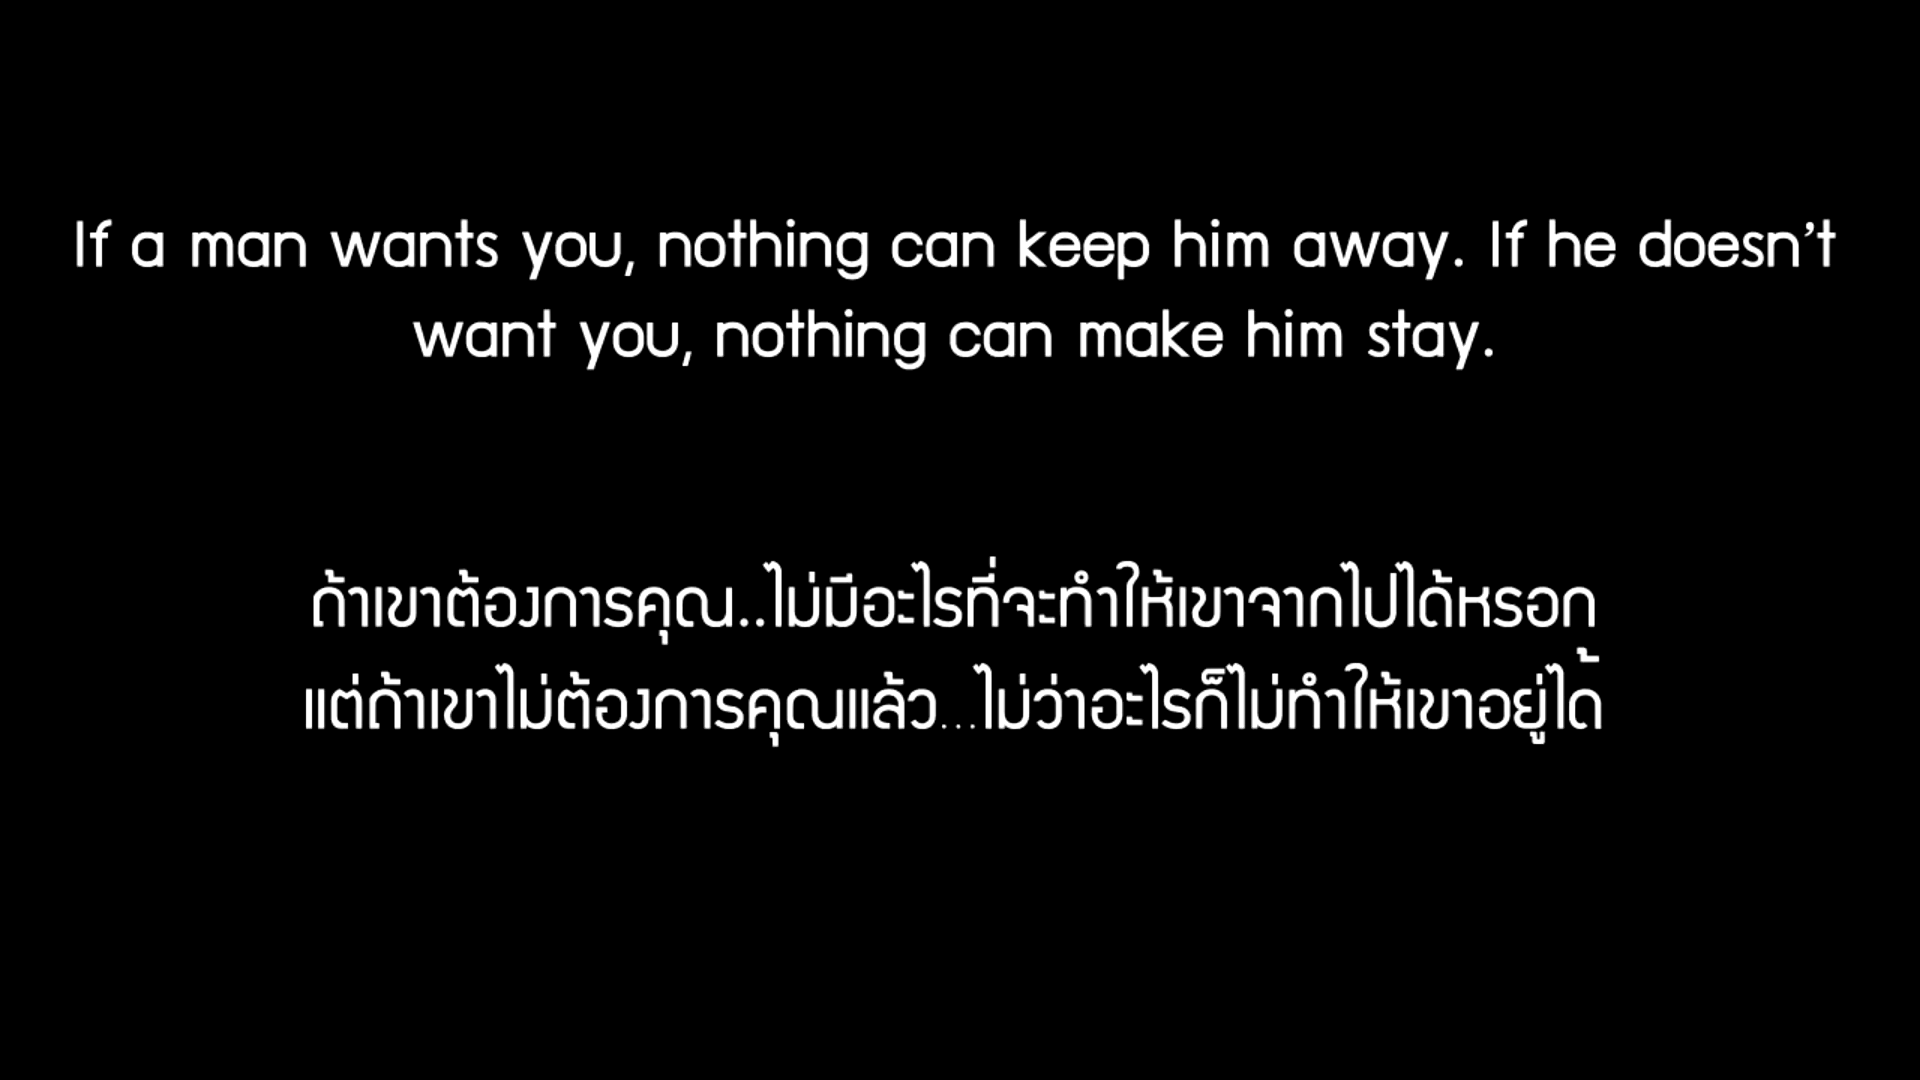 If a man wants you, nothing can keep him away. If he doesn't
want you, nothing can make him stay.
ถ้าเขาต้องการคุณ..ไม่มีอะไรที่จะทำให้เขาจากไปได้หรอก
แต่ถ้าเขาไม่ต้องการคุณแล้ว...ไม่ว่าอะไรก็ไม่ทำให้เขาอยู่ได้